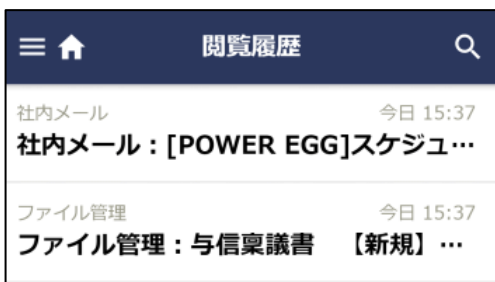 閲覧履歴
社内メール 今日 15:37
社内メール：[POWER EGG]スケジュ…
ファイル管理 今日 15:37
ファイル管理：与信稟議書　【新規】 …